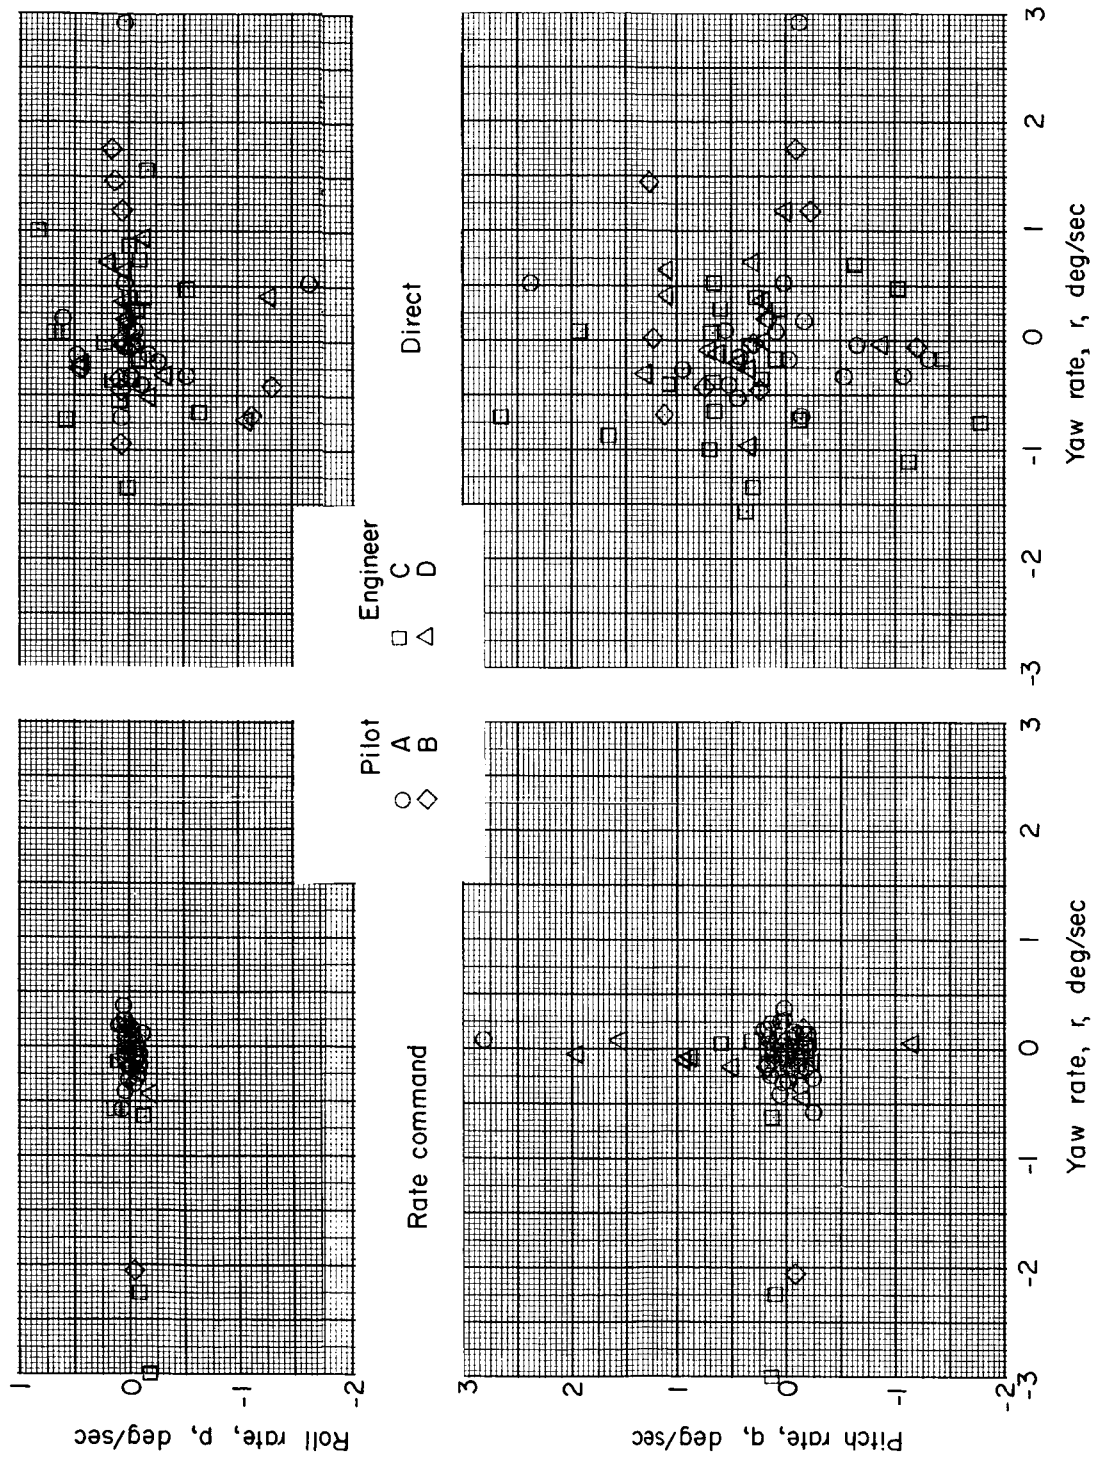 Roll rate, p, deg/sec
1
0
-1
-2
Pilot
A
B
Engineer
C
D
Rate command
Direct
Pitch rate, q, deg/sec
3
2
1
0
-1
-2
-3 -2 -1 0 1 2 3
-3 -2 -1 0 1 2 3
Yaw rate, r, deg/sec
Yaw rate, r, deg/sec